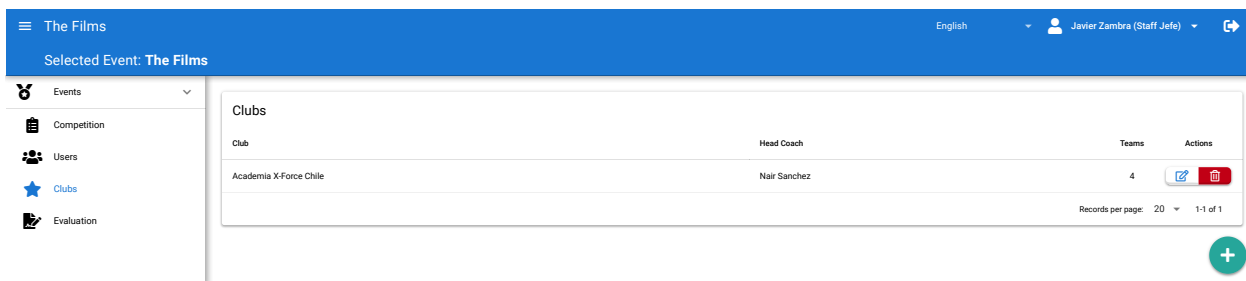 The Films
English
Javier Zambra (Staff Jefe)
Selected Event: The Films
Events
Competition
Users
Clubs
Evaluation
Clubs
Club Head Coach Teams Actions
Academia X-Force Chile Nair Sanchez 4
Records per page: 20 1-1 of 1